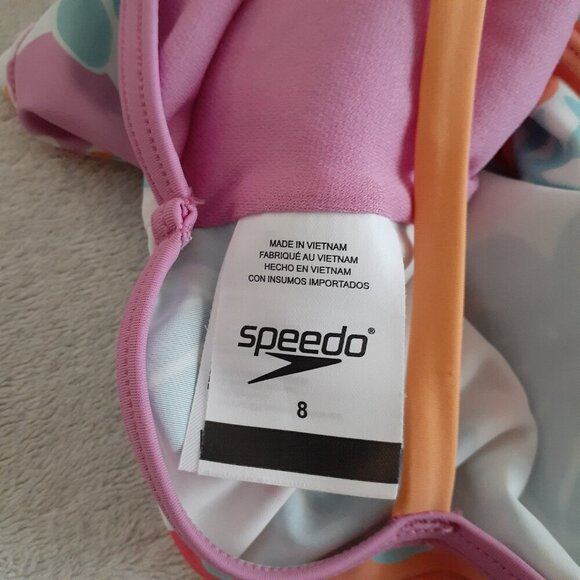 MADE IN VIETNAM
FABRIQUÉ AU VIETNAM
HECHO EN VIETNAM
CON INSUMOS IMPORTADOS
speedo®
8